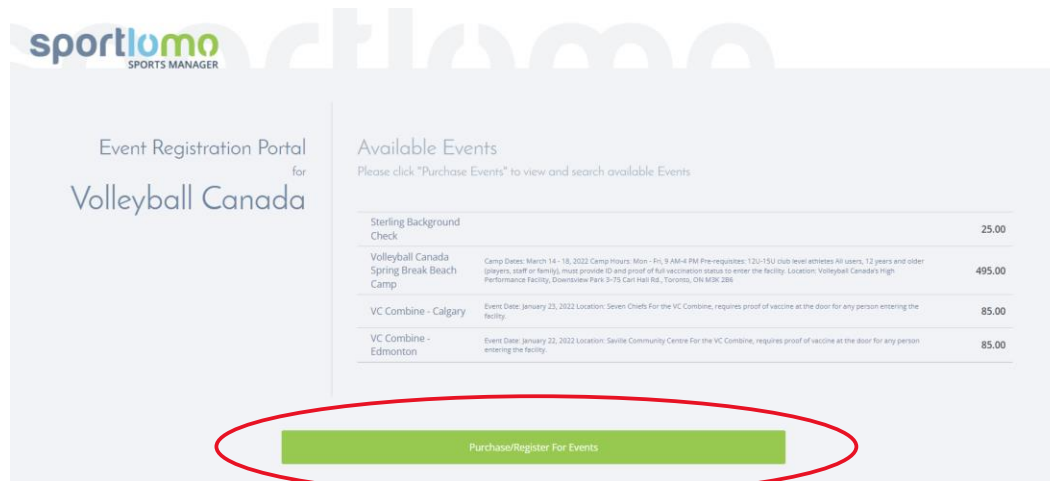 sportlomo
SPORTS MANAGER
Event Registration Portal
for
Volleyball Canada
Available Events
Please click "Purchase Events" to view and search available Events
Sterling Background
Check
25.00
Volleyball Canada
Spring Break Beach
Camp
Camp Dates: March 14 - 18, 2022 Camp Hours: Mon - Fri, 9 AM-4 PM Pre-requisites: 12U-15U club level athletes All users, 12 years and older
(players, staff or family), must provide ID and proof of full vaccination status to enter the facility. Location: Volleyball Canada's High
Performance Facility, Downsview Park 3-75 Carl Hall Rd., Toronto, ON M3K 2B6
495.00
VC Combine - Calgary
Event Date: January 23, 2022 Location: Seven Chiefs For the VC Combine, requires proof of vaccine at the door for any person entering the
facility.
85.00
VC Combine -
Edmonton
Event Date: January 22, 2022 Location: Saville Community Centre For the VC Combine, requires proof of vaccine at the door for any person
entering the facility.
85.00
Purchase/Register For Events